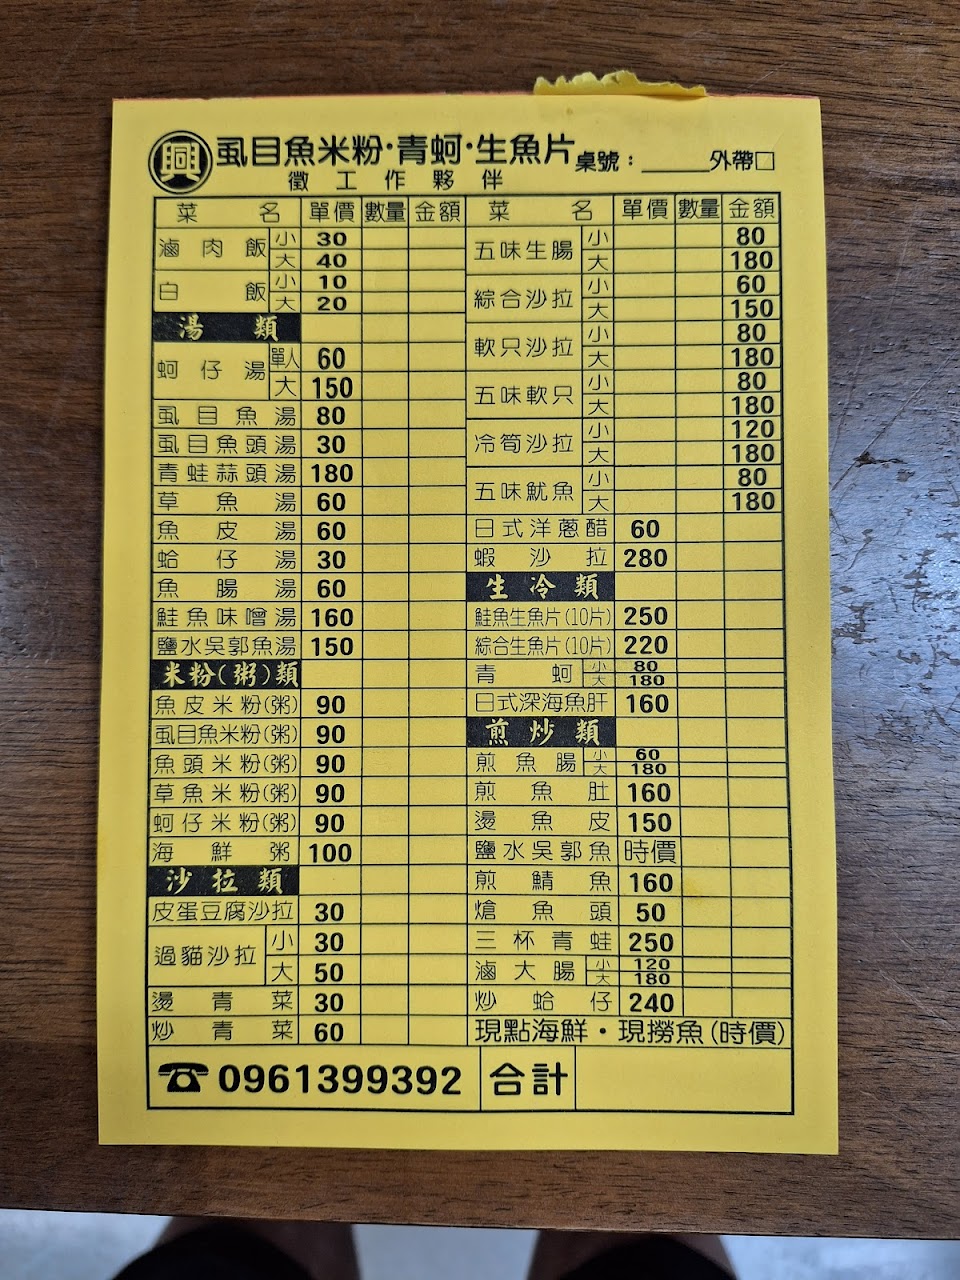 興 虱目魚米粉·青蚵·生魚片 桌號：_____外帶□
徵工作夥伴
菜名 單價 數量 金額
滷肉飯 小 30
大 40
白飯 小 10
大 20
湯類
蚵仔湯 單人 60
大 150
虱目魚湯 80
虱目魚頭湯 30
青蛙蒜頭湯 180
草魚湯 60
魚皮湯 60
蛤仔湯 30
魚腸湯 60
鮭魚味噌湯 160
鹽水吳郭魚湯 150
米粉(粥)類
魚皮米粉(粥) 90
虱目魚米粉(粥) 90
魚頭米粉(粥) 90
草魚米粉(粥) 90
蚵仔米粉(粥) 90
海鮮粥 100
沙拉類
皮蛋豆腐沙拉 30
過貓沙拉 小 30
大 50
燙青菜 30
炒青菜 60
菜名 單價 數量 金額
五味生腸 小 80
大 180
綜合沙拉 小 60
大 150
軟只沙拉 小 80
大 180
五味軟只 小 80
大 180
冷筍沙拉 小 120
大 180
五味魷魚 小 80
大 180
日式洋蔥醋 60
蝦沙拉 280
生冷類
鮭魚生魚片(10片) 250
綜合生魚片(10片) 220
青蚵 小 80
大 180
日式深海魚肝 160
煎炒類
煎魚腸 小 60
大 180
煎魚肚 160
燙魚皮 150
鹽水吳郭魚 時價
煎鯖魚 160
熗魚頭 50
三杯青蛙 250
滷大腸 小 120
大 180
炒蛤仔 240
現點海鮮·現撈魚(時價)
☎0961399392 合計